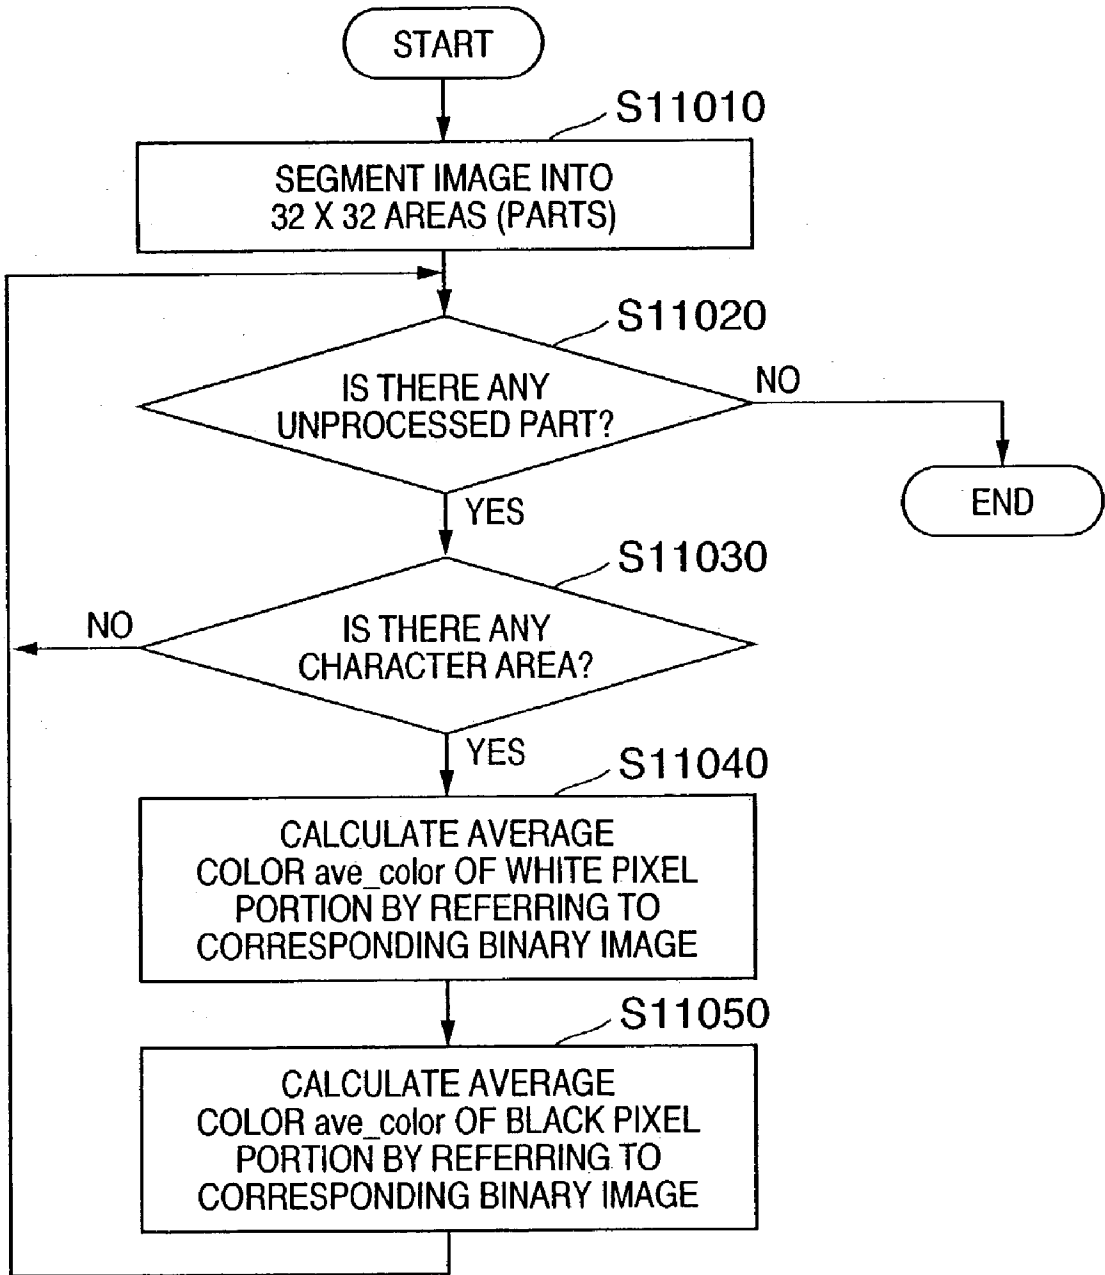 START
S11010
SEGMENT IMAGE INTO
32 X 32 AREAS (PARTS)
S11020
IS THERE ANY
UNPROCESSED PART?
NO
END
YES
S11030
IS THERE ANY
CHARACTER AREA?
NO
YES
S11040
CALCULATE AVERAGE
COLOR ave_color OF WHITE PIXEL
PORTION BY REFERRING TO
CORRESPONDING BINARY IMAGE
S11050
CALCULATE AVERAGE
COLOR ave_color OF BLACK PIXEL
PORTION BY REFERRING TO
CORRESPONDING BINARY IMAGE